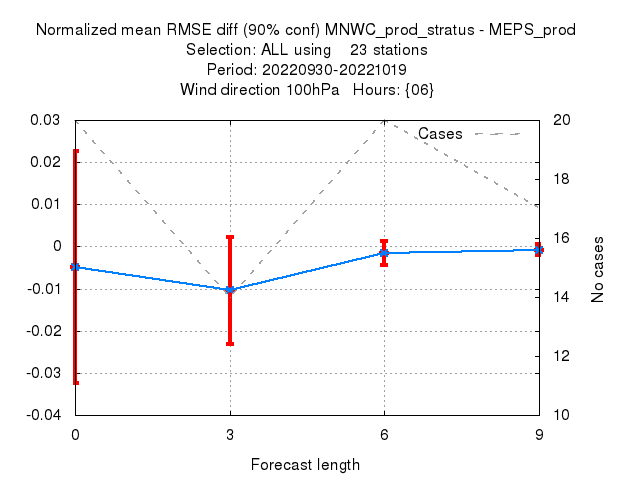 Normalized mean RMSE diff (90% conf) MNWC_prod_stratus - MEPS_prod
Selection: ALL using    23 stations
Period: 20220930-20221019
Wind direction 100hPa   Hours: {06}
Cases
0.03
0.02
0.01
0
-0.01
-0.02
-0.03
-0.04
20
18
16
14
12
10
No cases
0 3 6 9
Forecast length